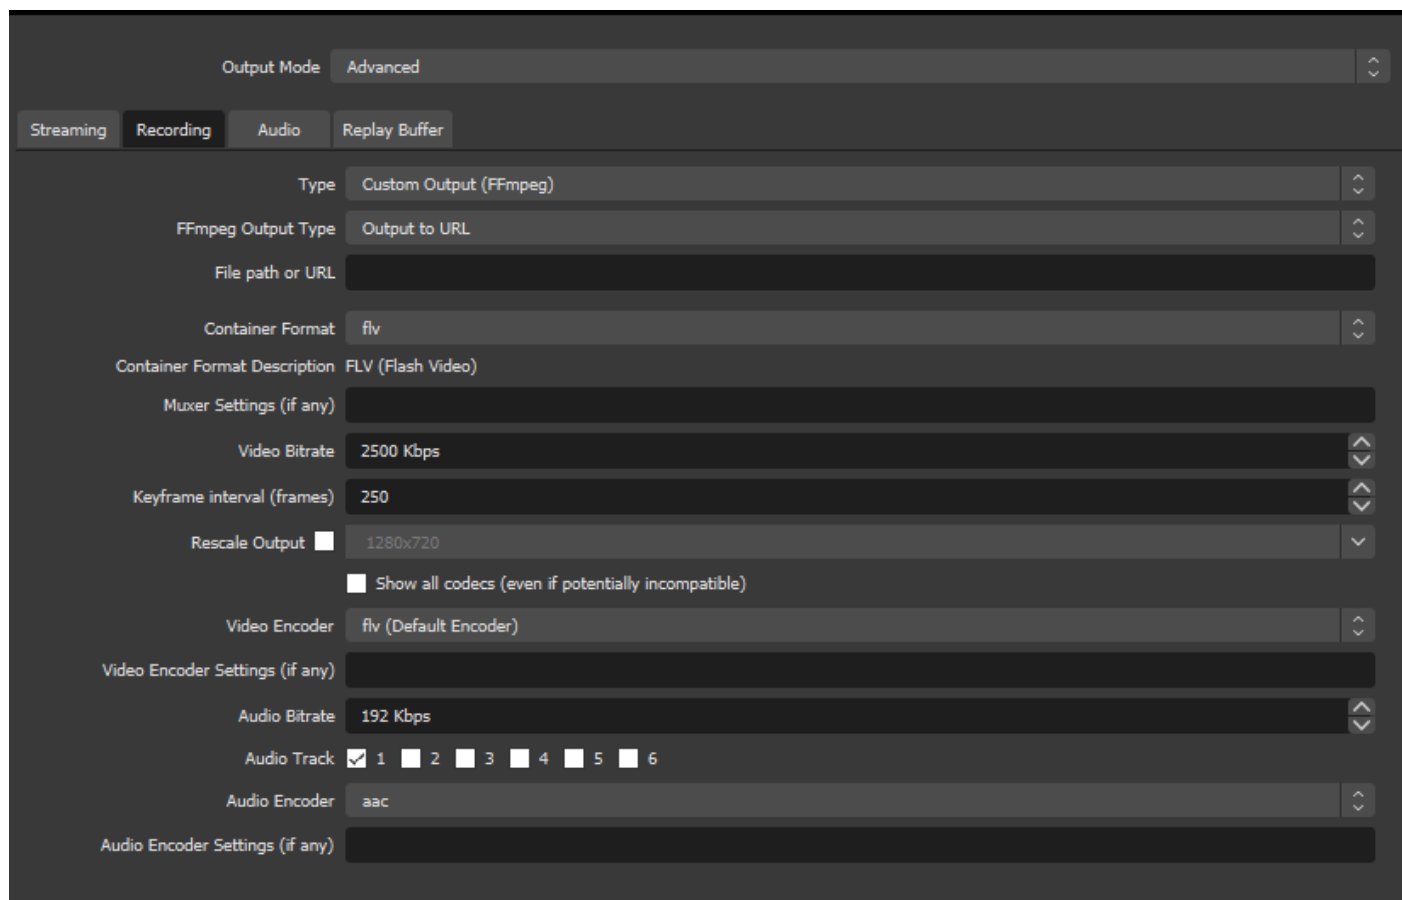 Output Mode Advanced
Streaming Recording Audio Replay Buffer
Type Custom Output (FFmpeg)
FFmpeg Output Type Output to URL
File path or URL
Container Format flv
Container Format Description FLV (Flash Video)
Muxer Settings (if any)
Video Bitrate 2500 Kbps
Keyframe interval (frames) 250
Rescale Output 1280x720
Show all codecs (even if potentially incompatible)
Video Encoder flv (Default Encoder)
Video Encoder Settings (if any)
Audio Bitrate 192 Kbps
Audio Track 1 2 3 4 5 6
Audio Encoder aac
Audio Encoder Settings (if any)